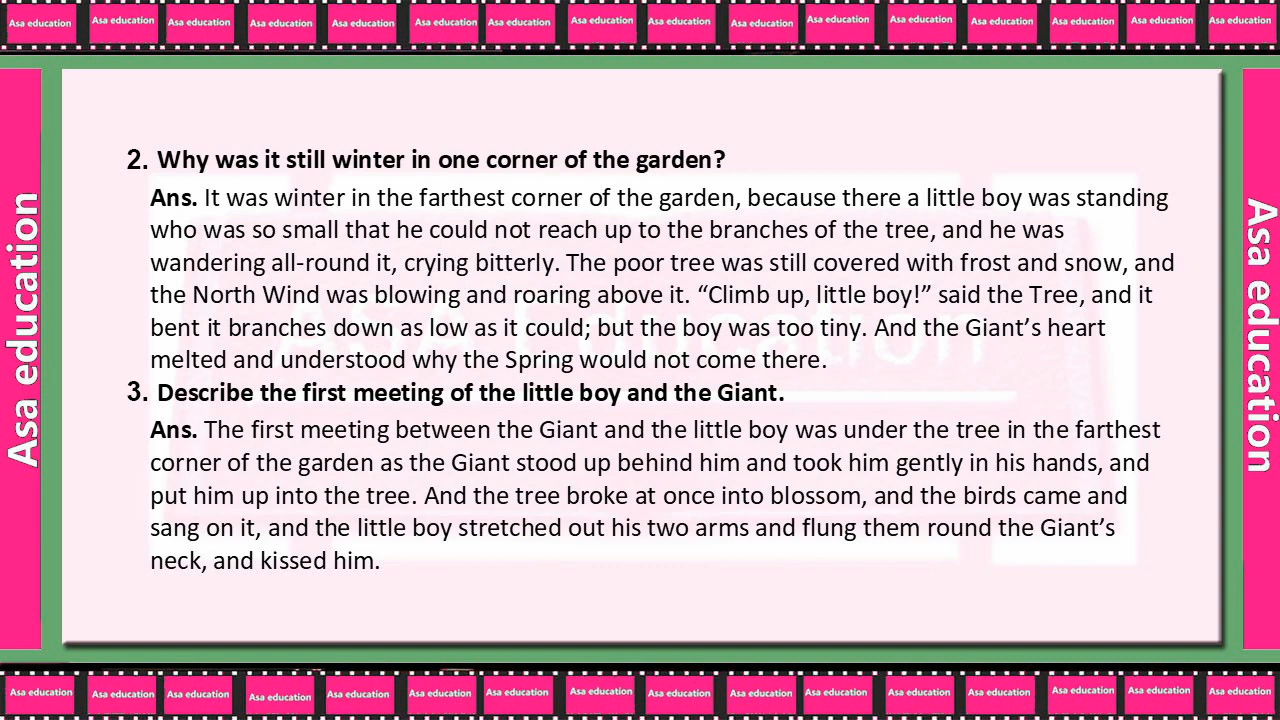 Asa education Asa education Asa education Asa education Asa education Asa education Asa education Asa education Asa education Asa education Asa education Asa education Asa education Asa education Asa education Asa education
Asa education
2. Why was it still winter in one corner of the garden?
Ans. It was winter in the farthest corner of the garden, because there a little boy was standing
who was so small that he could not reach up to the branches of the tree, and he was
wandering all-round it, crying bitterly. The poor tree was still covered with frost and snow, and
the North Wind was blowing and roaring above it. “Climb up, little boy!” said the Tree, and it
bent it branches down as low as it could; but the boy was too tiny. And the Giant’s heart
melted and understood why the Spring would not come there.
3. Describe the first meeting of the little boy and the Giant.
Ans. The first meeting between the Giant and the little boy was under the tree in the farthest
corner of the garden as the Giant stood up behind him and took him gently in his hands, and
put him up into the tree. And the tree broke at once into blossom, and the birds came and
sang on it, and the little boy stretched out his two arms and flung them round the Giant’s
neck, and kissed him.
Asa education
Asa education Asa education Asa education Asa education Asa education Asa education Asa education Asa education Asa education Asa education Asa education Asa education Asa education Asa education Asa education Asa education